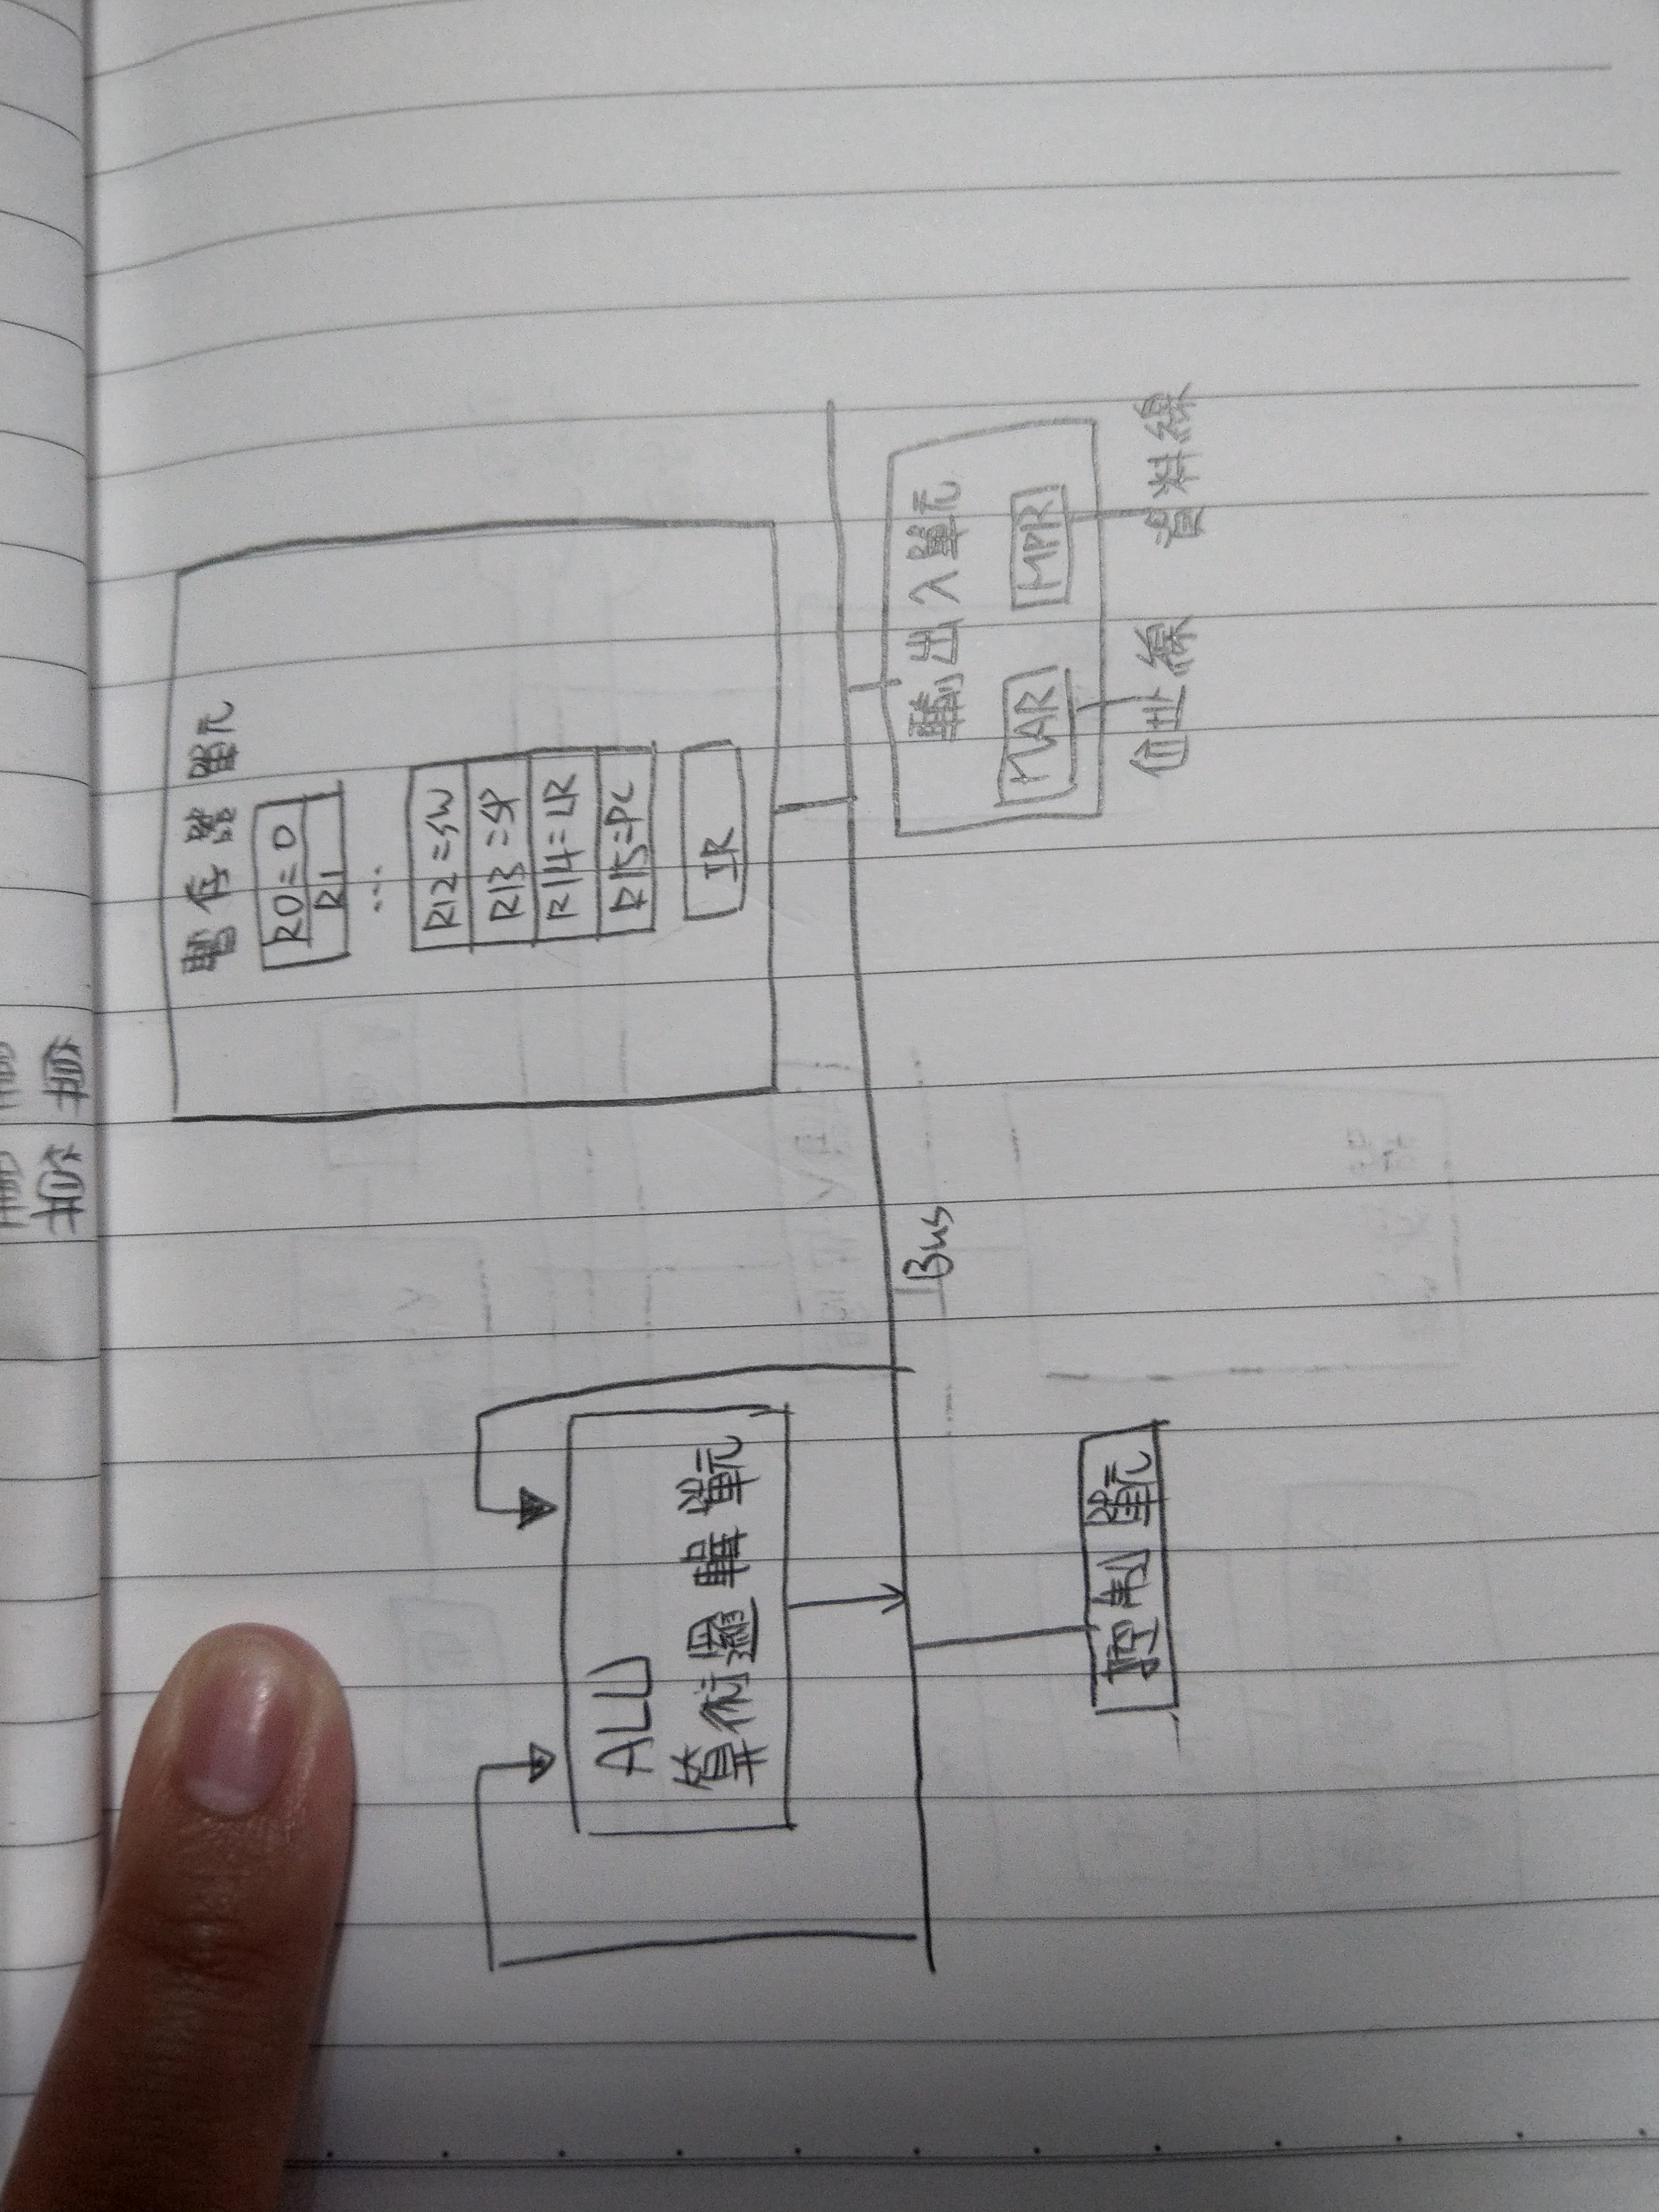 暫存器單元
R0=0
R1
...
R12=SW
R13=SP
R14=LR
R15=PC
IR
ALU
算術邏輯單元
Bus
輸出入單元
MAR
MPR
位址線
資料線
控制單元